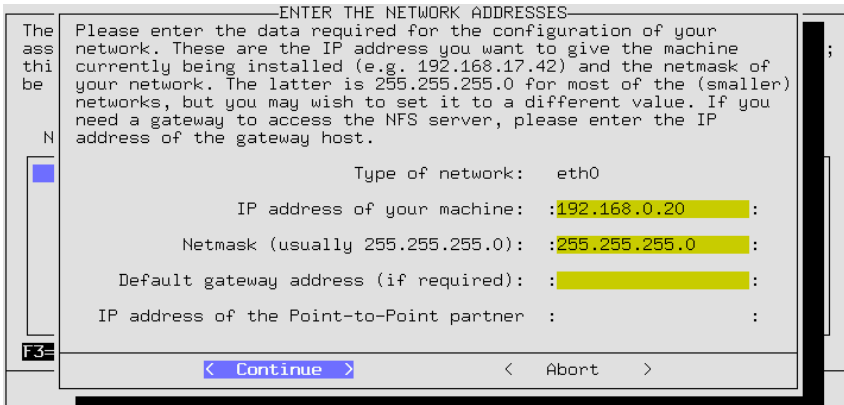 ENTER THE NETWORK ADDRESSES
The
ass
thi
be
Please enter the data required for the configuration of your
network. These are the IP address you want to give the machine
currently being installed (e.g. 192.168.17.42) and the netmask of
your network. The latter is 255.255.255.0 for most of the (smaller)
networks, but you may wish to set it to a different value. If you
need a gateway to access the NFS server, please enter the IP
address of the gateway host.
;
N
Type of network: eth0
IP address of your machine: :192.168.0.20 :
Netmask (usually 255.255.255.0): :255.255.255.0 :
Default gateway address (if required): : :
IP address of the Point-to-Point partner : :
F3=
< Continue > < Abort >